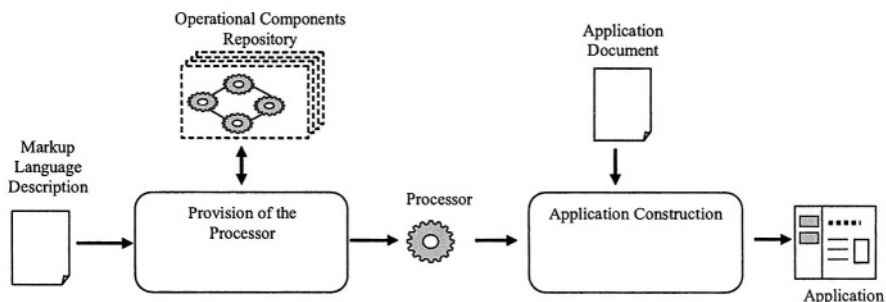 Operational Components
Repository
Application
Document
Markup
Language
Description
Provision of the
Processor
Processor
Application Construction
Application